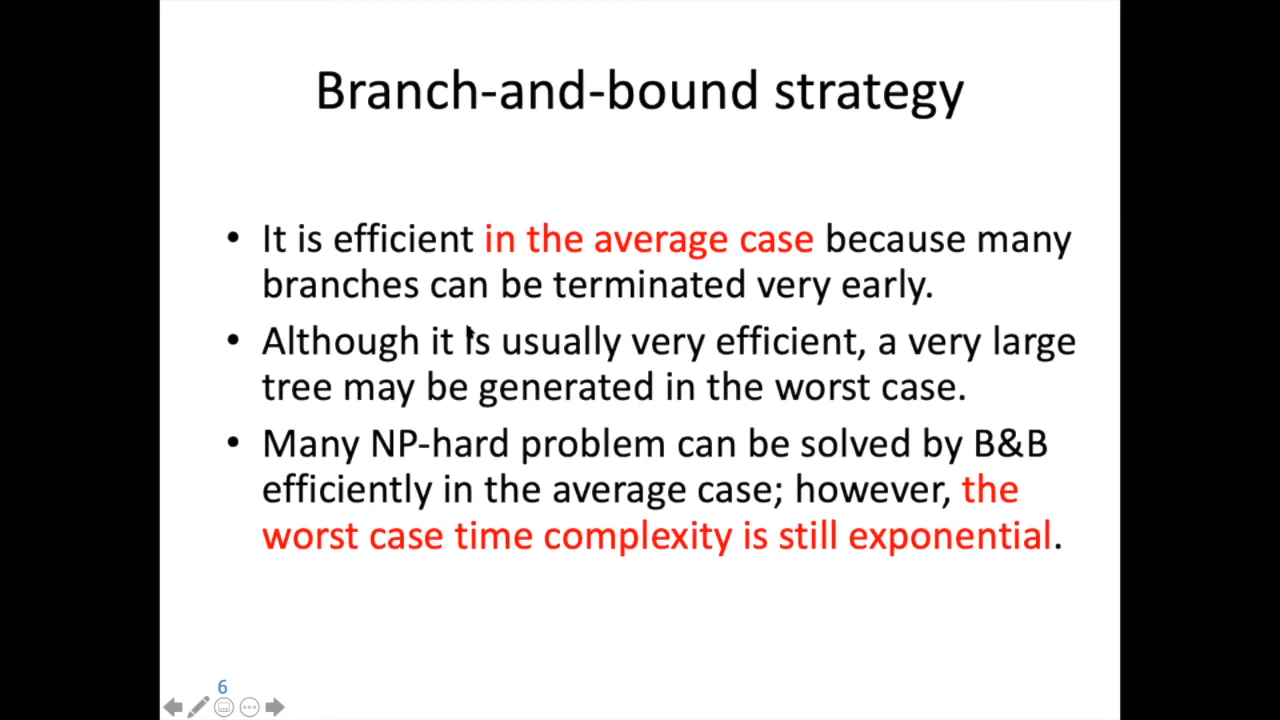 Branch-and-bound strategy
• It is efficient in the average case because many
branches can be terminated very early.
• Although it is usually very efficient, a very large
tree may be generated in the worst case.
• Many NP-hard problem can be solved by B&B
efficiently in the average case; however, the
worst case time complexity is still exponential.
6